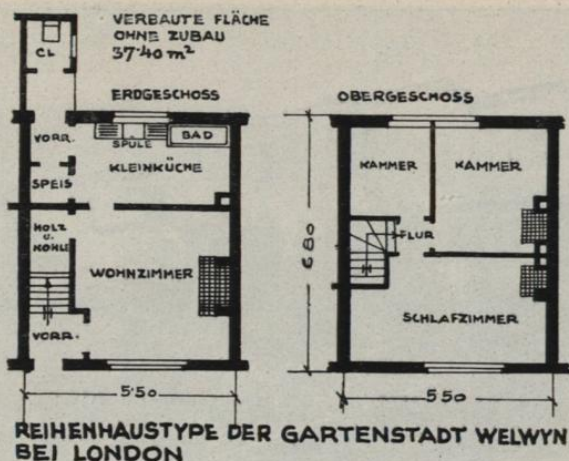 VERBAUTE FLÄCHE
OHNE ZUBAU
37·40 m²
CL
ERDGESCHOSS
VORR.
SPÜLE
BAD
KLEINKÜCHE
SPEIS
HOLZ
U.
KOHLE
WOHNZIMMER
VORR.
5·50
OBERGESCHOSS
KAMMER
KAMMER
FLUR
6·80
SCHLAFZIMMER
5·50
REIHENHAUSTYPE DER GARTENSTADT WELWYN
BEI LONDON